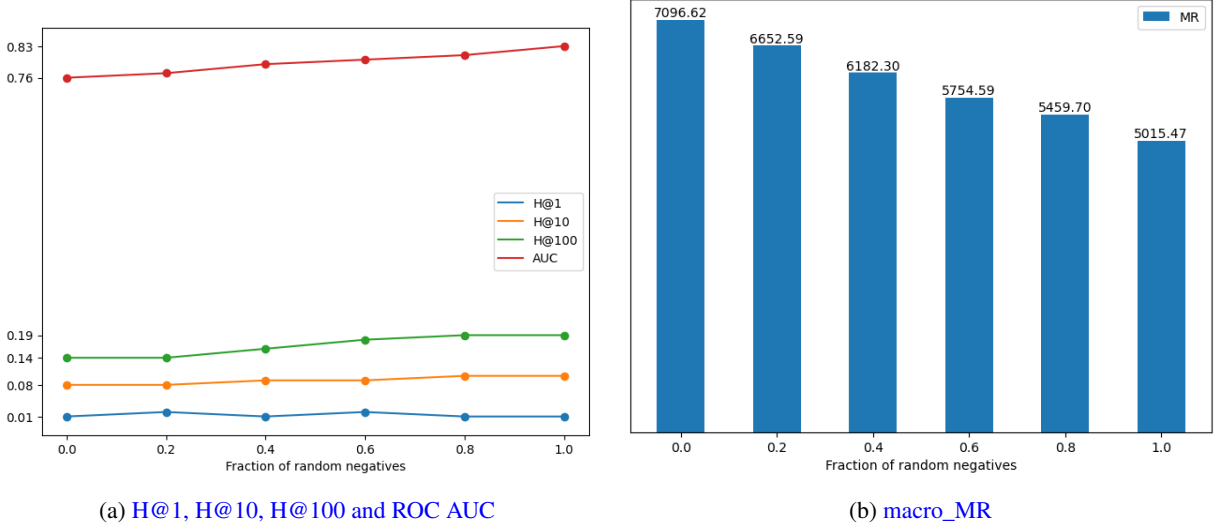 0.83
0.76
0.19
0.14
0.08
0.01
H@1
H@10
H@100
AUC
0.0 0.2 0.4 0.6 0.8 1.0
Fraction of random negatives
(a) H@1, H@10, H@100 and ROC AUC
7096.62
6652.59
6182.30
5754.59
5459.70
5015.47
MR
0.0 0.2 0.4 0.6 0.8 1.0
Fraction of random negatives
(b) macro_MR